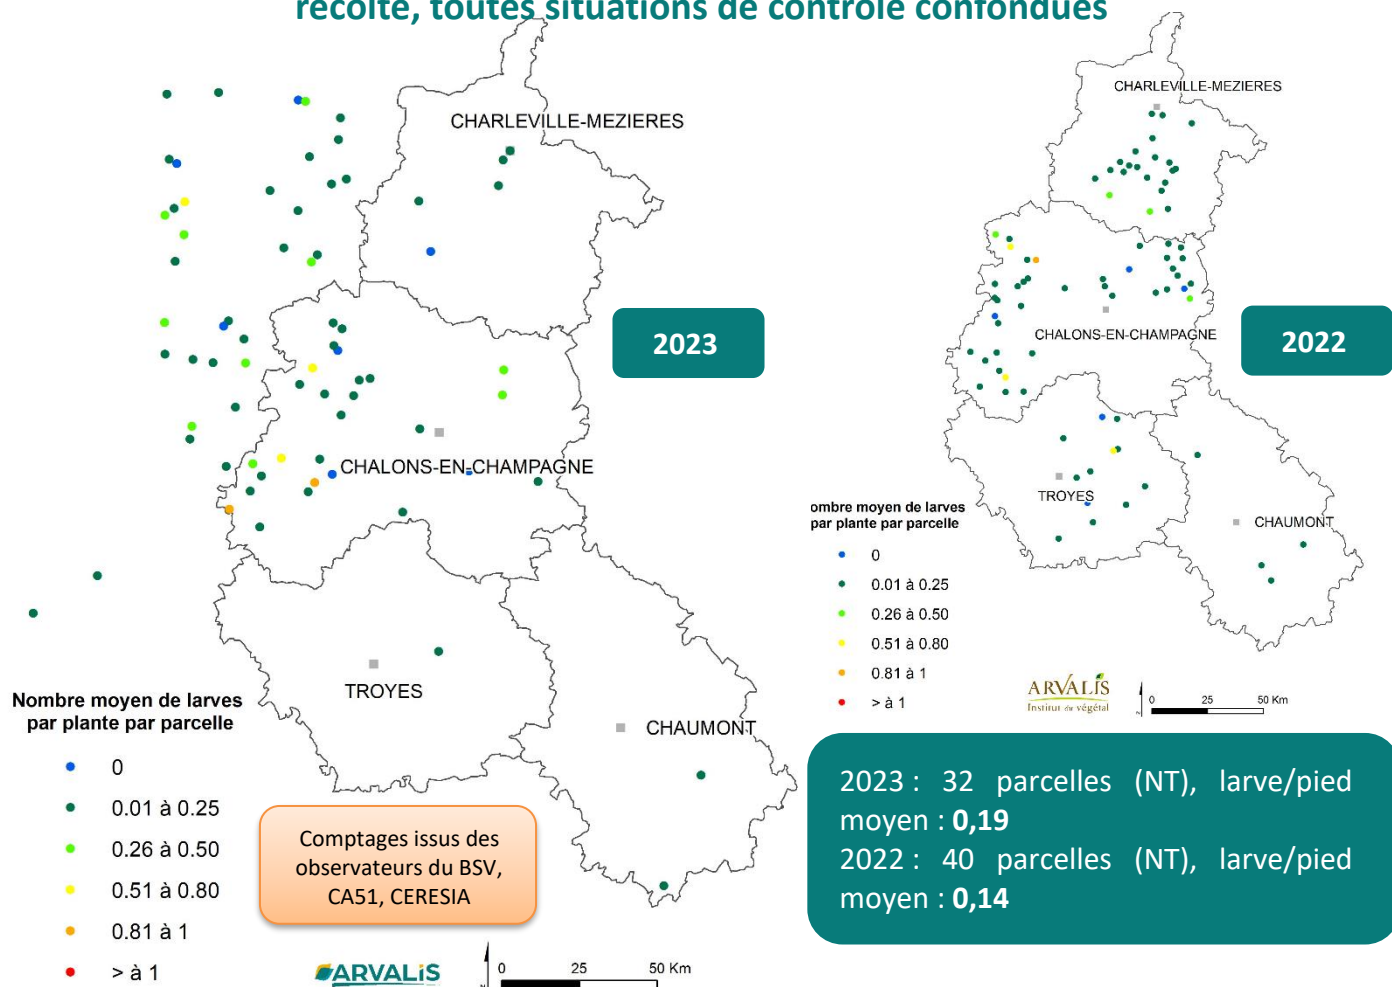 récolte, toutes situations de contrôle confondues
CHARLEVILLE-MEZIERES
CHALONS-EN-CHAMPAGNE
TROYES
CHAUMONT
2023
Nombre moyen de larves
par plante par parcelle
0
0.01 à 0.25
0.26 à 0.50
0.51 à 0.80
0.81 à 1
> à 1
Comptages issus des
observateurs du BSV,
CA51, CERESIA
ARVALIS
0 25 50 Km
CHARLEVILLE-MEZIERES
CHALONS-EN-CHAMPAGNE
2022
TROYES
CHAUMONT
ombre moyen de larves
par plante par parcelle
0
0.01 à 0.25
0.26 à 0.50
0.51 à 0.80
0.81 à 1
> à 1
ARVALIS
Institut du végétal
0 25 50 Km
2023 : 32 parcelles (NT), larve/pied
moyen : 0,19
2022 : 40 parcelles (NT), larve/pied
moyen : 0,14